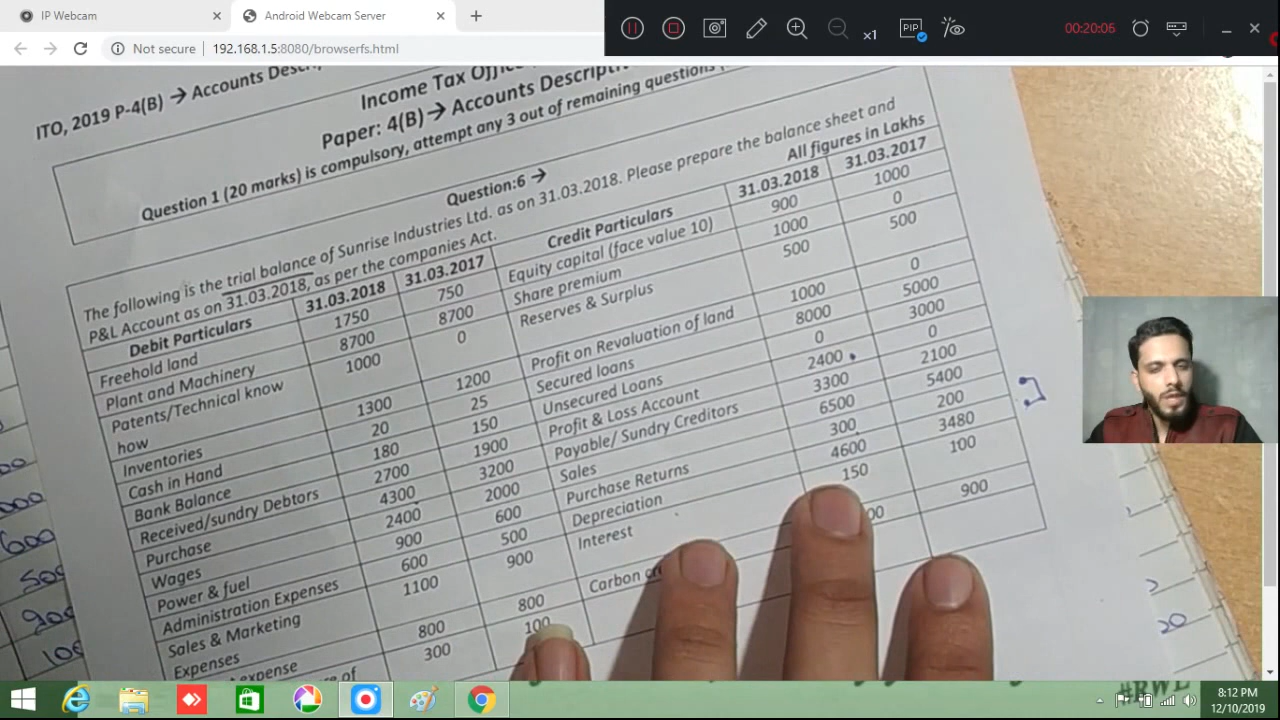 IP Webcam
Android Webcam Server
x1
PIP
00:20:06
Not secure
192.168.1.5:8080/browserfs.html
ITO, 2019 P-4(B) → Accounts
Income Tax
Paper: 4(B) → Accounts
Question 1 (20 marks) is compulsory, attempt any 3 out of remaining questions
Question:6 →
The following is the trial balance of Sunrise Industries Ltd. as on 31.03.2018. Please prepare the balance sheet and
P&L Account as on 31.03.2018, as per the companies Act.
All figures in Lakhs
Debit Particulars 31.03.2018 31.03.2017 Credit Particulars 31.03.2018 31.03.2017
Freehold land 1750 750 Equity capital (face value 10) 900 1000
Plant and Machinery 8700 8700 Share premium 1000 0
Patents/Technical know how 1000 0 Reserves & Surplus 500 500
Profit on Revaluation of land 1000 0
Inventories 1300 1200 Secured loans 8000 5000
Cash in Hand 20 25 Unsecured Loans 0 3000
Bank Balance 180 150 Profit & Loss Account 2400 0
Received/sundry Debtors 2700 1900 Payable/ Sundry Creditors 3300 2100
Purchase 4300 3200 Sales 6500 5400
Wages 2400 2000 Purchase Returns 300 200
Power & fuel 900 600 Depreciation 4600 3480
Administration Expenses 600 500 Interest 150 100
Sales & Marketing Expenses 1100 900 Carbon 900
expense 800 800
of 300 100
600
500
200
100
20
#RWL
8:12 PM
12/10/2019